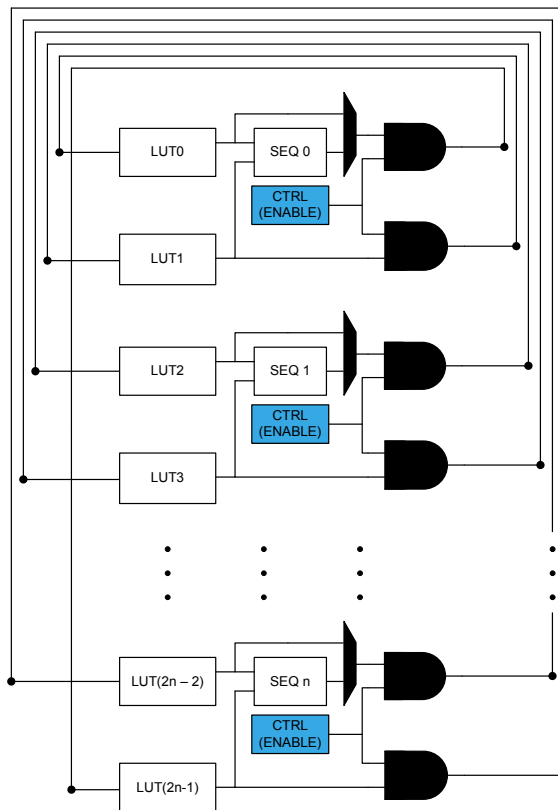 LUT0
SEQ 0
CTRL
(ENABLE)
LUT1
LUT2
SEQ 1
CTRL
(ENABLE)
LUT3
LUT(2n – 2)
SEQ n
CTRL
(ENABLE)
LUT(2n-1)